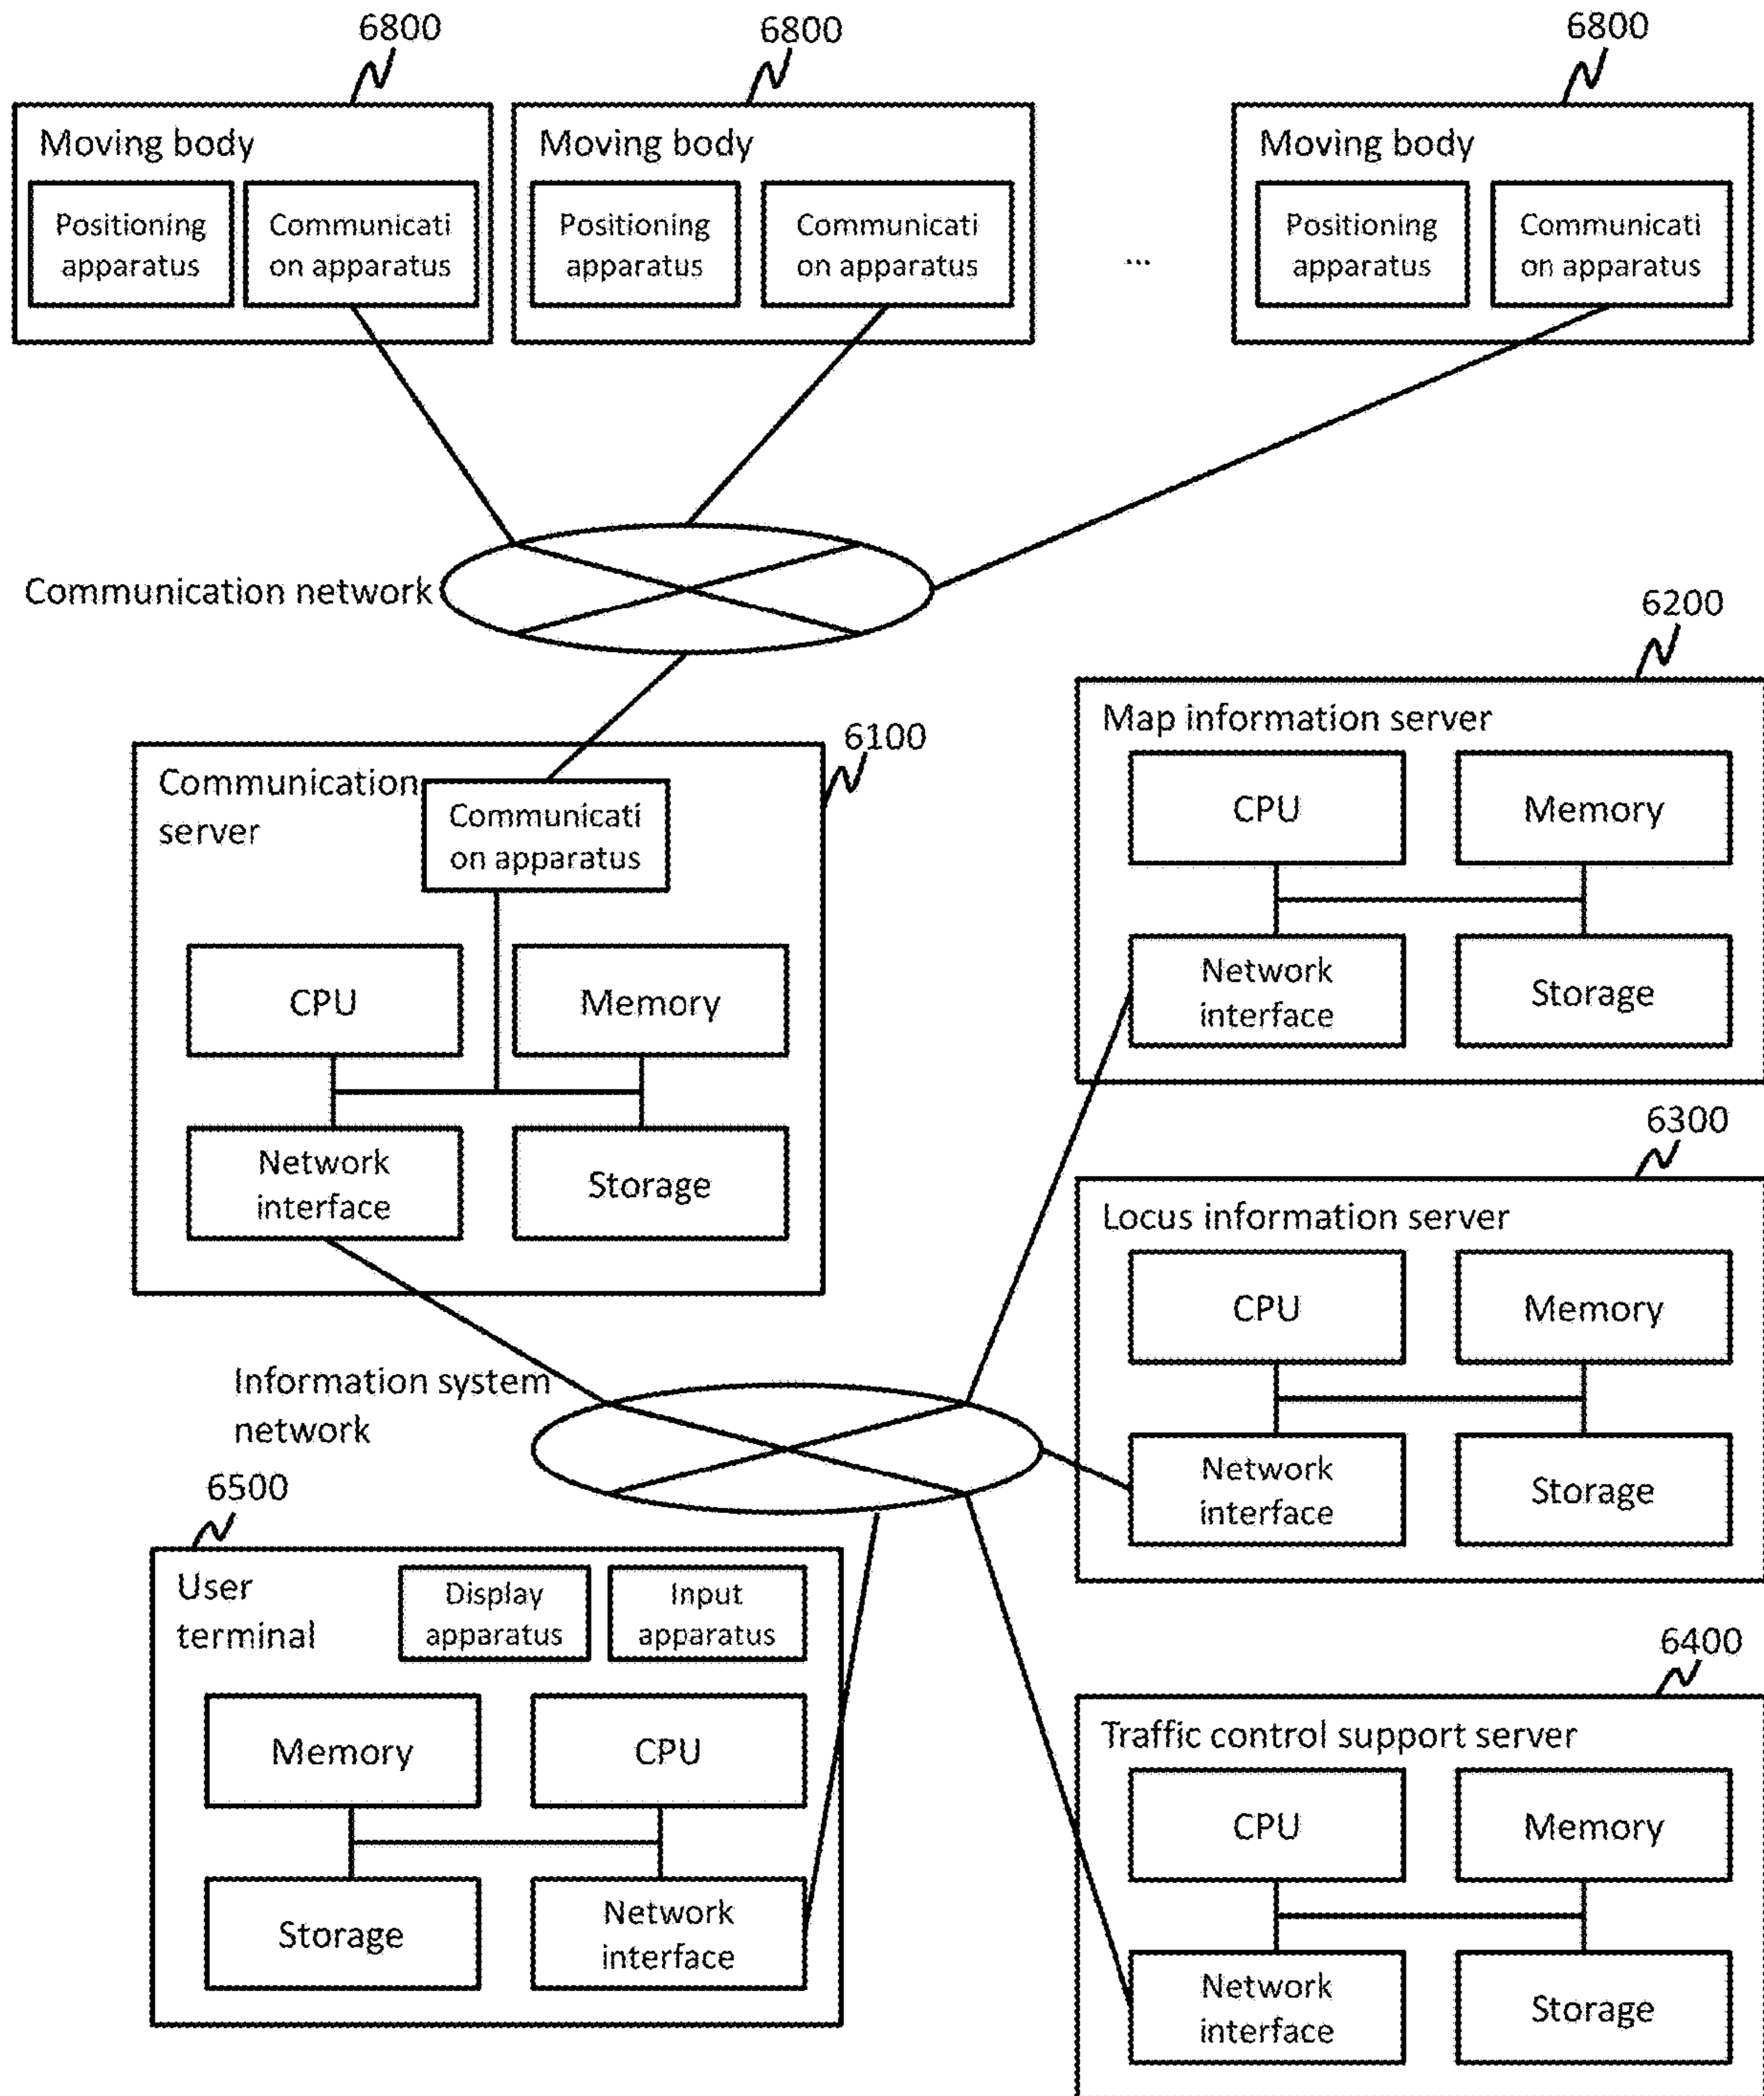 6800
6800
6800
Moving body
Positioning
apparatus
Communicati
on apparatus
Moving body
Positioning
apparatus
Communicati
on apparatus
...
Moving body
Positioning
apparatus
Communicati
on apparatus
Communication network
6100
Communication
server
Communicati
on apparatus
CPU
Memory
Network
interface
Storage
6200
Map information server
CPU
Memory
Network
interface
Storage
6300
Locus information server
CPU
Memory
Network
interface
Storage
Information system
network
6500
User
terminal
Display
apparatus
Input
apparatus
Memory
CPU
Storage
Network
interface
6400
Traffic control support server
CPU
Memory
Network
interface
Storage